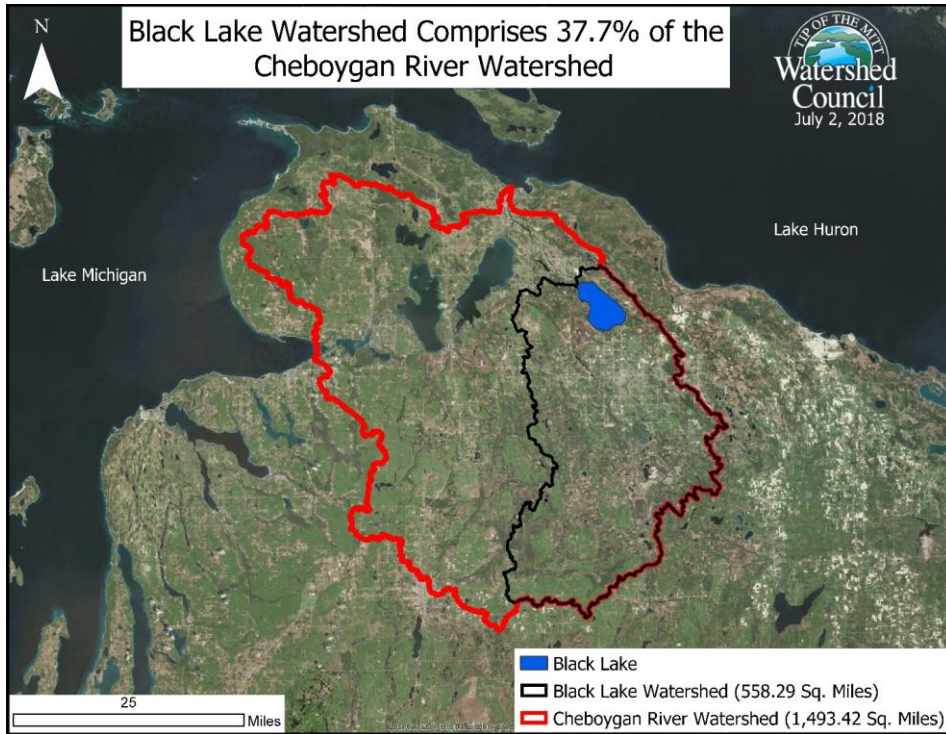 N
Black Lake Watershed Comprises 37.7% of the
Cheboygan River Watershed
TIP OF THE MITT
Watershed
Council
July 2, 2018
Lake Huron
Lake Michigan
Black Lake
Black Lake Watershed (558.29 Sq. Miles)
Cheboygan River Watershed (1,493.42 Sq. Miles)
25
Miles